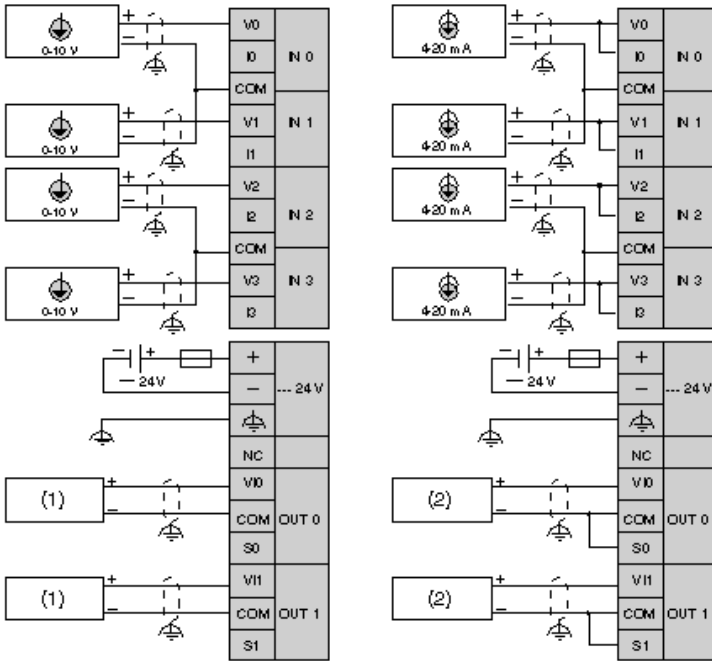 + V0
0-10 V − I0 IN 0
COM
+ V1 IN 1
0-10 V − I1
+ V2
0-10 V − I2 IN 2
COM
+ V3 IN 3
0-10 V − I3
− + +
− 24 V − --- 24 V
NC
(1) + VI0
− COM OUT 0
S0
(1) + VI1
− COM OUT 1
S1
+ V0
4-20 mA − I0 IN 0
COM
+ V1 IN 1
4-20 mA − I1
+ V2
4-20 mA − I2 IN 2
COM
+ V3 IN 3
4-20 mA − I3
− + +
− 24 V − --- 24 V
NC
(2) + VI0
− COM OUT 0
S0
(2) + VI1
− COM OUT 1
S1